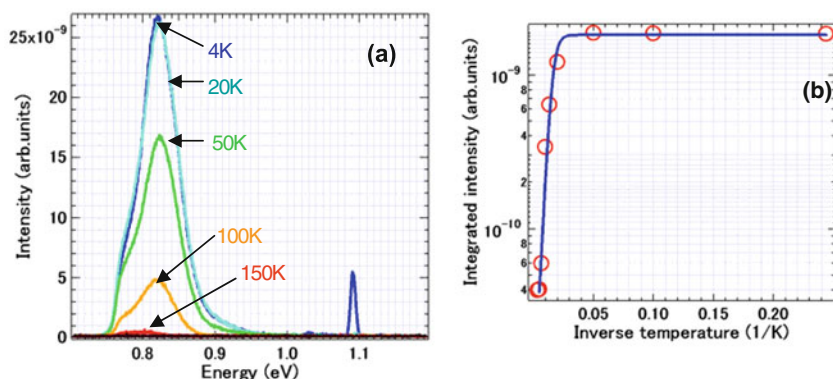 25x10⁻⁹
20
15
10
5
0
Intensity (arb.units)
0.8
0.9
1.0
1.1
Energy (eV)
4K
20K
50K
100K
150K
(a)
Integrated intensity (arb.units)
10⁻⁹
8
6
4
2
10⁻¹⁰
8
6
4
0.05
0.10
0.15
0.20
Inverse temperature (1/K)
(b)